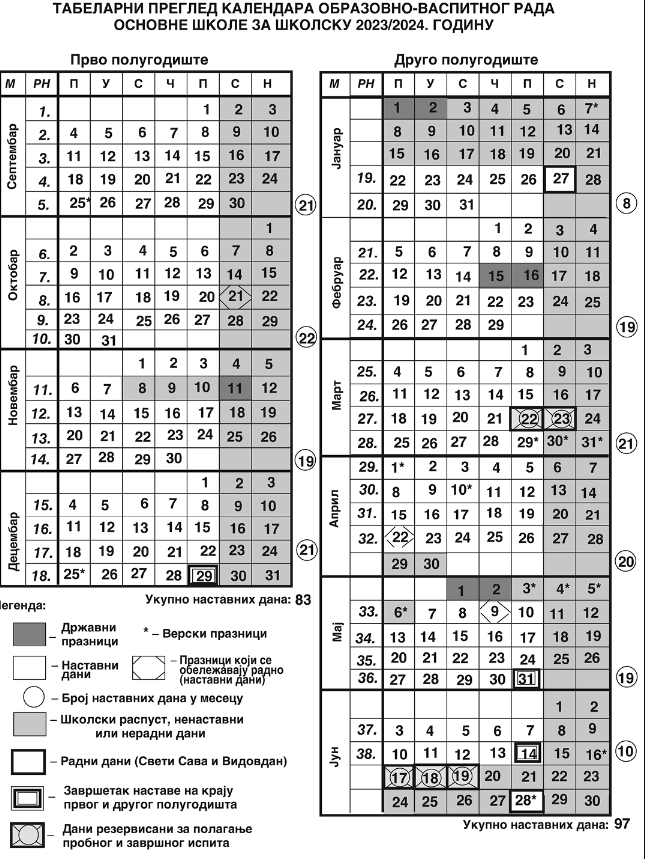 ТАБЕЛАРНИ ПРЕГЛЕД КАЛЕНДАРА ОБРАЗОВНО-ВАСПИТНОГ РАДА
ОСНОВНЕ ШКОЛЕ ЗА ШКОЛСКУ 2023/2024. ГОДИНУ
Прво полугодиште
М РН П У С Ч П С Н
Септембар
1. 1 2 3
2. 4 5 6 7 8 9 10
3. 11 12 13 14 15 16 17
4. 18 19 20 21 22 23 24
5. 25* 26 27 28 29 30 21
Октобар
1
6. 2 3 4 5 6 7 8
7. 9 10 11 12 13 14 15
8. 16 17 18 19 20 21 22
9. 23 24 25 26 27 28 29
10. 30 31 22
Новембар
1 2 3 4 5
11. 6 7 8 9 10 11 12
12. 13 14 15 16 17 18 19
13. 20 21 22 23 24 25 26
14. 27 28 29 30 19
Децембар
1 2 3
15. 4 5 6 7 8 9 10
16. 11 12 13 14 15 16 17
17. 18 19 20 21 22 23 24 21
18. 25* 26 27 28 29 30 31
Укупно наставних дана: 83
Друго полугодиште
М РН П У С Ч П С Н
Јануар
1 2 3 4 5 6 7*
8 9 10 11 12 13 14
15 16 17 18 19 20 21
19. 22 23 24 25 26 27 28
20. 29 30 31 8
Фебруар
1 2 3 4
21. 5 6 7 8 9 10 11
22. 12 13 14 15 16 17 18
23. 19 20 21 22 23 24 25
24. 26 27 28 29 19
Март
1 2 3
25. 4 5 6 7 8 9 10
26. 11 12 13 14 15 16 17
27. 18 19 20 21 22 23 24
28. 25 26 27 28 29* 30* 31* 21
Април
29. 1* 2 3 4 5 6 7
30. 8 9 10* 11 12 13 14
31. 15 16 17 18 19 20 21
32. 22 23 24 25 26 27 28
29 30 20
Мај
1 2 3* 4* 5*
33. 6* 7 8 9 10 11 12
34. 13 14 15 16 17 18 19
35. 20 21 22 23 24 25 26
36. 27 28 29 30 31 19
Јун
1 2
37. 3 4 5 6 7 8 9
38. 10 11 12 13 14 15 16* 10
17 18 19 20 21 22 23
24 25 26 27 28* 29 30
Укупно наставних дана: 97
егенда:
– Државни
празници
* – Верски празници
– Наставни
дани
– Празници који се
обележавају радно
(наставни дани)
– Број наставних дана у месецу
– Школски распуст, ненаставни
или нерадни дани
– Радни дани (Свети Сава и Видовдан)
– Завршетак наставе на крају
првог и другог полугодишта
– Дани резервисани за полагање
пробног и завршног испита